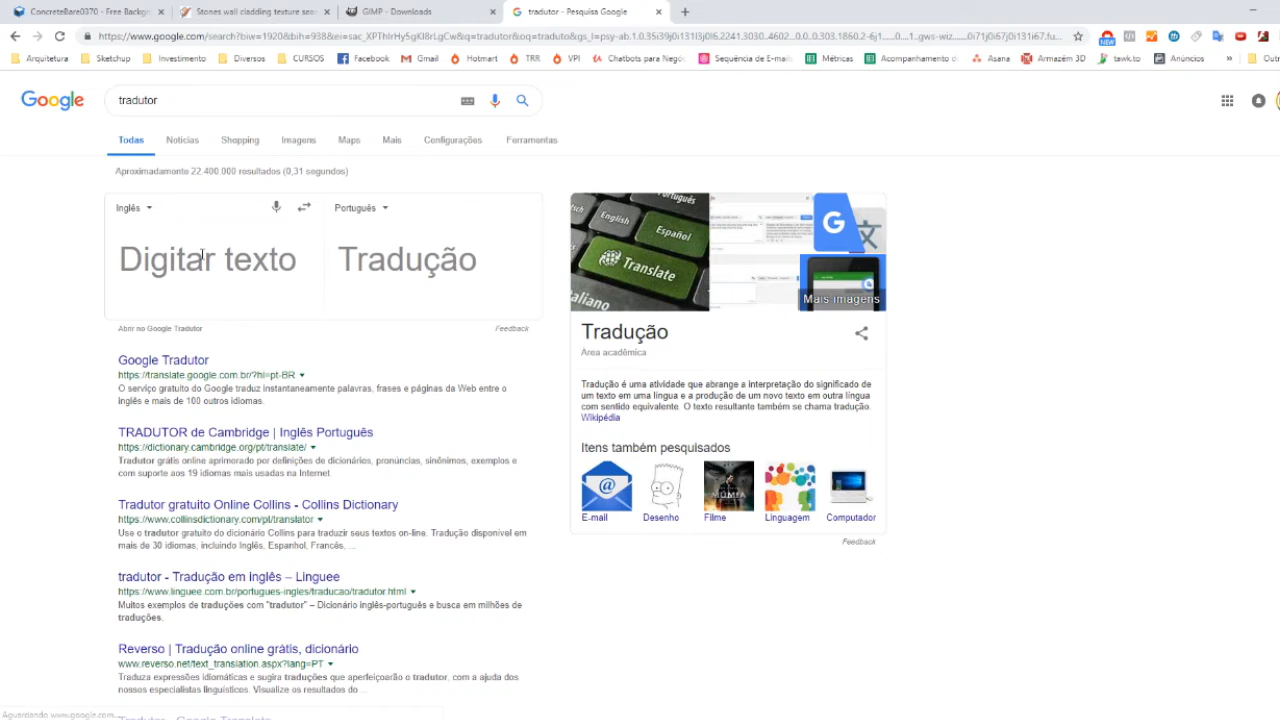 ConcreteBare0370 - Free Backg
Stones wall cladding texture sea
GIMP - Downloads
tradutor - Pesquisa Google
Arquitetura
Sketchup
Investimento
Diversos
CURSOS
Facebook
Gmail
Hotmart
TRR
VPI
Chatbots para Negó
Sequência de E-mails
Métricas
Acompanhamento d
Asana
Armazém 3D
tawk.to
Anúncios
»
Outr
Google
tradutor
Todas
Notícias
Shopping
Imagens
Maps
Mais
Configurações
Ferramentas
Aproximadamente 22.400.000 resultados (0,31 segundos)
Inglês
Português
Digitar texto
Tradução
Abrir no Google Tradutor
Feedback
Google Tradutor
https://translate.google.com.br/?hl=pt-BR
O serviço gratuito do Google traduz instantaneamente palavras, frases e páginas da Web entre o
inglês e mais de 100 outros idiomas.
TRADUTOR de Cambridge | Inglês Português
https://dictionary.cambridge.org/pt/translate/
Tradutor grátis online aprimorado por definições de dicionários, pronúncias, sinônimos, exemplos e
com suporte aos 19 idiomas mais usadas na Internet.
Tradutor gratuito Online Collins - Collins Dictionary
https://www.collinsdictionary.com/pt/translator
Use o tradutor gratuito do dicionário Collins para traduzir seus textos on-line. Tradução disponível em
mais de 30 idiomas, incluindo Inglês, Espanhol, Francês, ...
tradutor - Tradução em inglês – Linguee
https://www.linguee.com.br/portugues-ingles/traducao/tradutor.html
Muitos exemplos de traduções com "tradutor" – Dicionário inglês-português e busca em milhões de
traduções.
Reverso | Tradução online grátis, dicionário
www.reverso.net/text_translation.aspx?lang=PT
Traduza expressões idiomáticas e sugira traduções que aperfeiçoarão o tradutor, com a ajuda dos
nossos especialistas linguísticos. Visualize os resultados do ...
Português
English
Español
Translate
Italiano
Mais imagens
Tradução
Área acadêmica
Tradução é uma atividade que abrange a interpretação do significado de
um texto em uma língua e a produção de um novo texto em outra língua
com sentido equivalente. O texto resultante também se chama tradução.
Wikipédia
Itens também pesquisados
E-mail
Desenho
Filme
Linguagem
Computador
Feedback
Aguardando www.google.com...